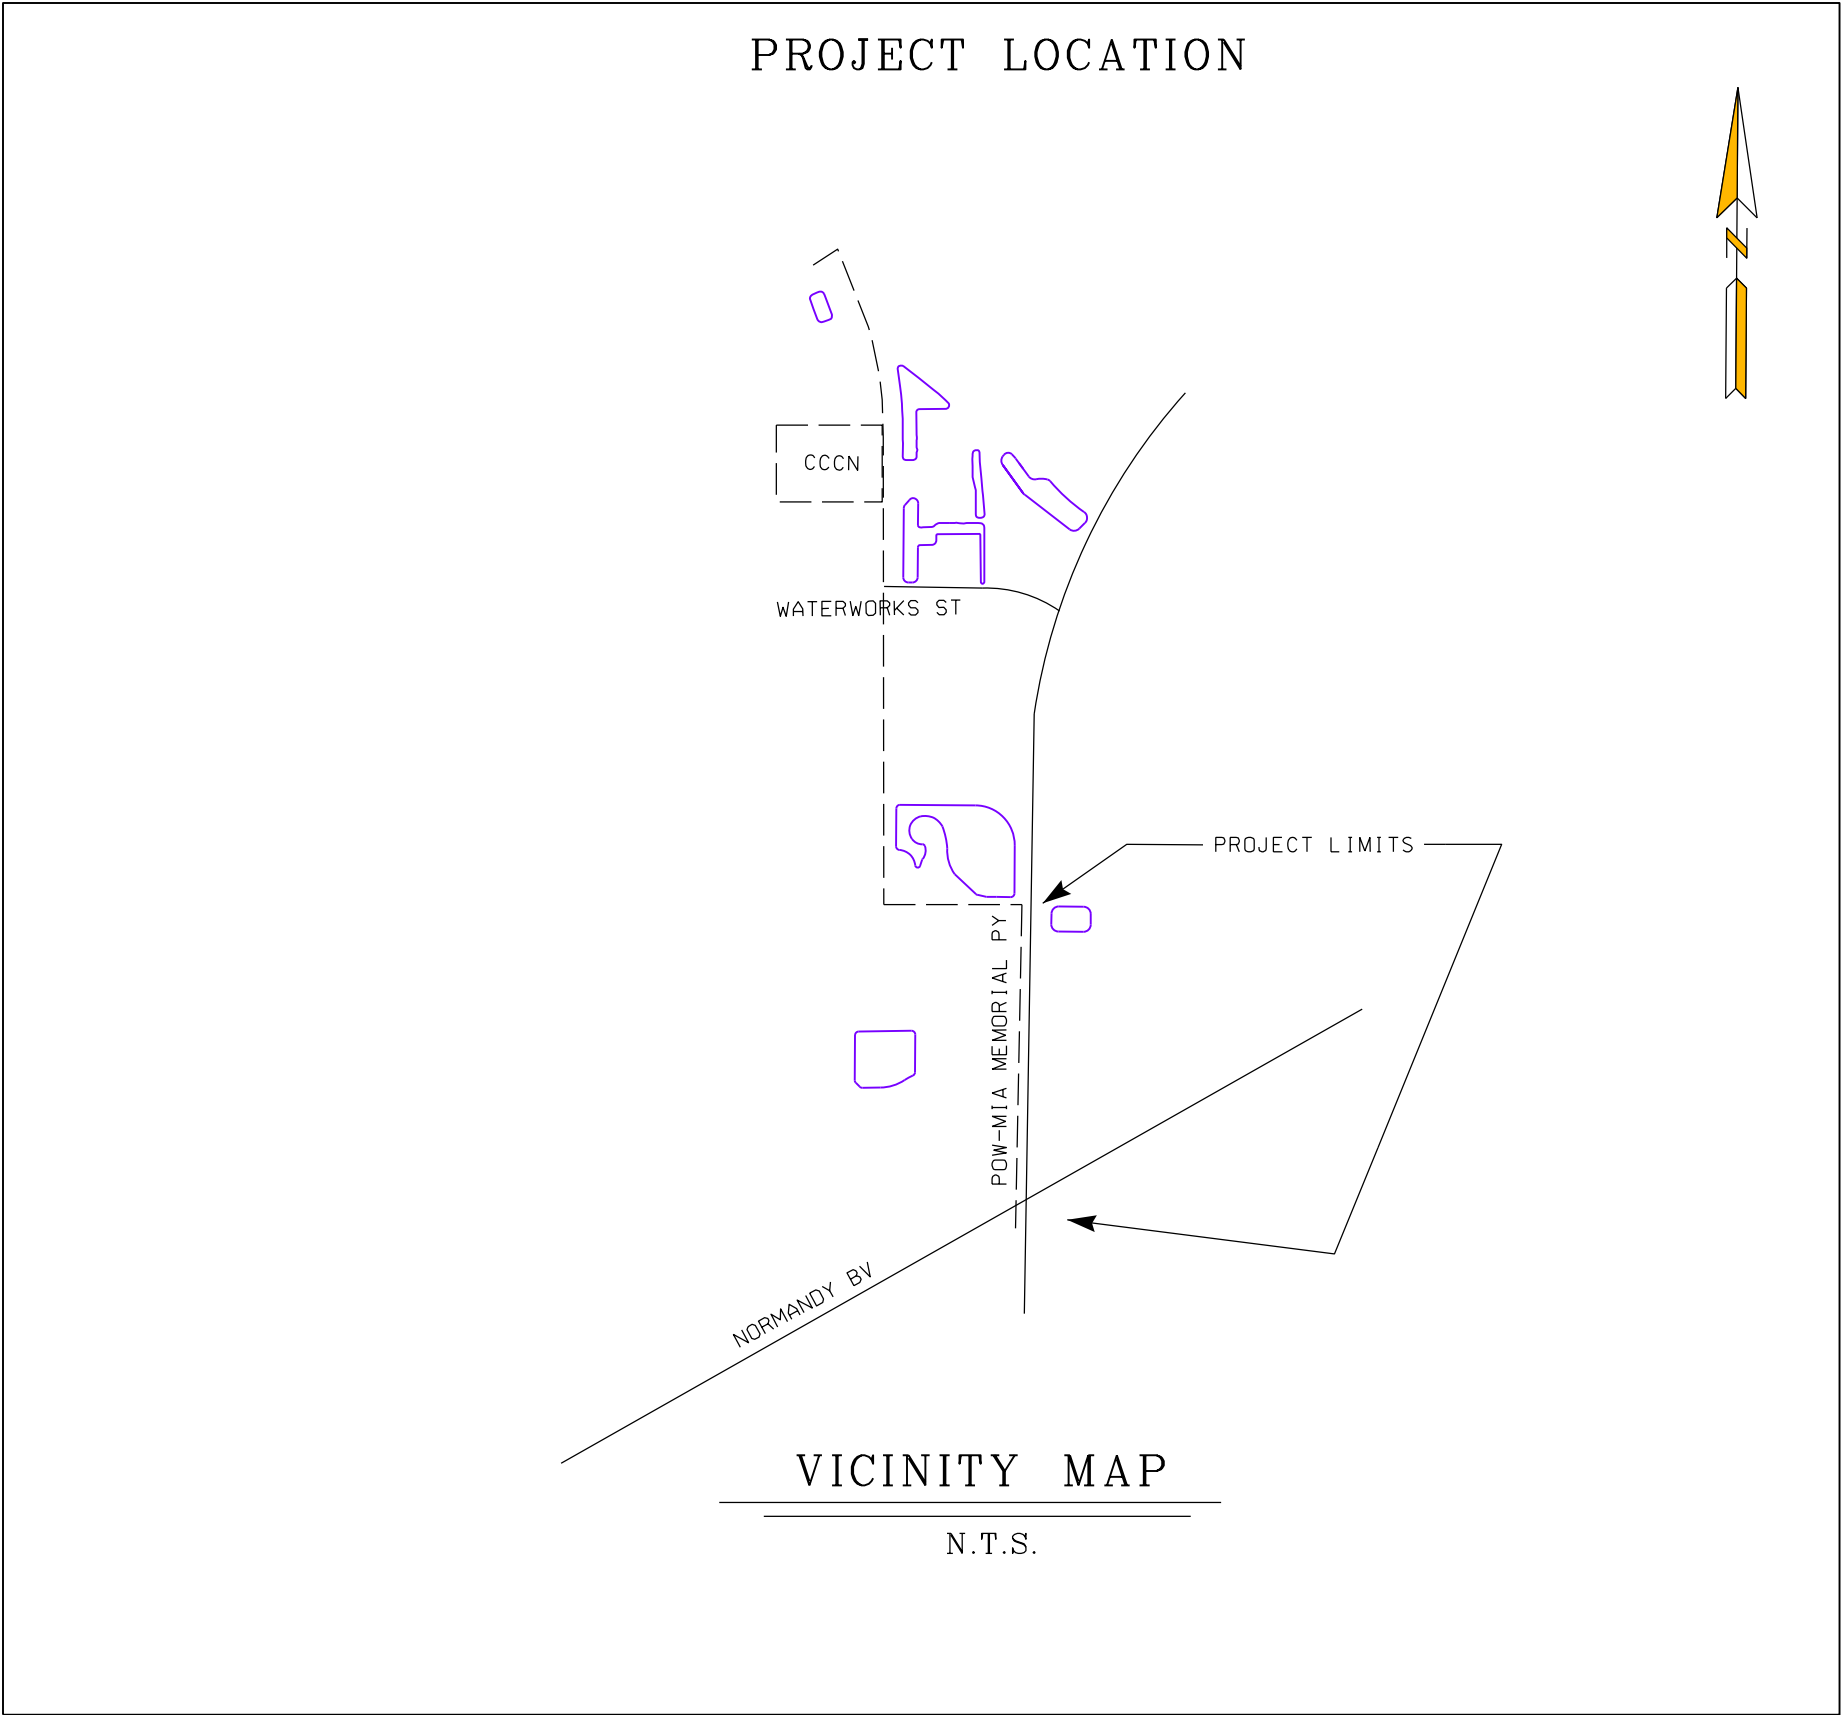 PROJECT LOCATION
N
CCCN
WATERWORKS ST
PROJECT LIMITS
POW-MIA MEMORIAL PY
NORMANDY BV
VICINITY MAP
N.T.S.